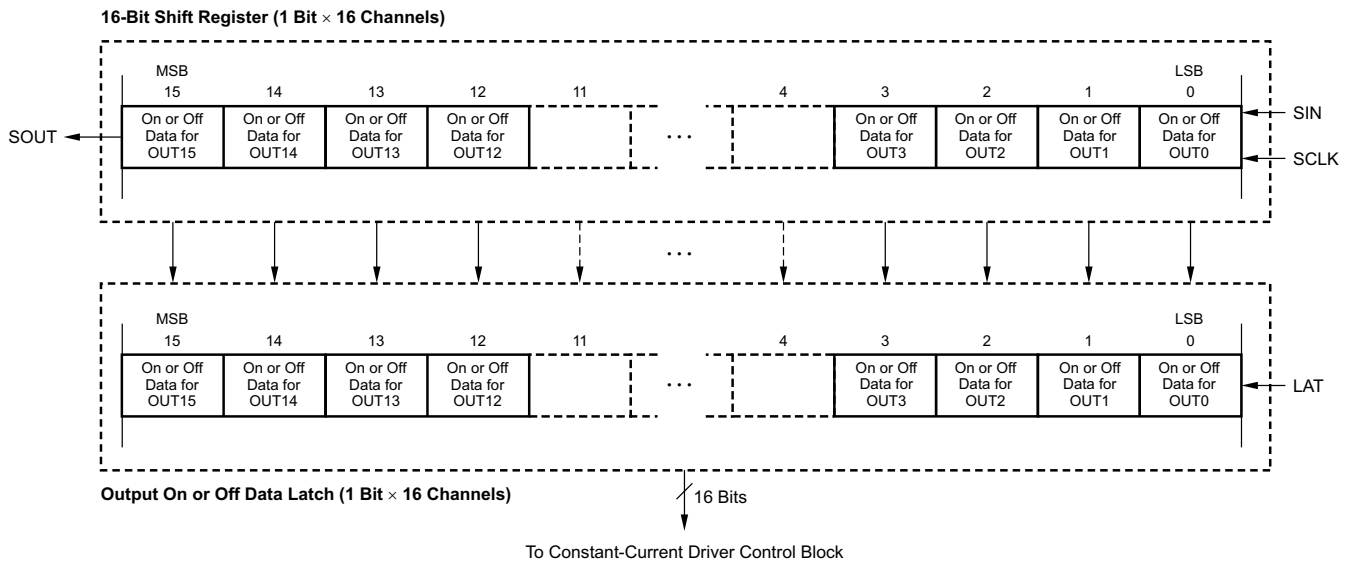 16-Bit Shift Register (1 Bit × 16 Channels)
MSB LSB
15 14 13 12 11 4 3 2 1 0
On or Off On or Off On or Off On or Off On or Off On or Off On or Off On or Off
Data for Data for Data for Data for ... Data for Data for Data for Data for
OUT15 OUT14 OUT13 OUT12 OUT3 OUT2 OUT1 OUT0
SIN
SOUT
SCLK
...
MSB LSB
15 14 13 12 11 4 3 2 1 0
On or Off On or Off On or Off On or Off On or Off On or Off On or Off On or Off
Data for Data for Data for Data for ... Data for Data for Data for Data for
OUT15 OUT14 OUT13 OUT12 OUT3 OUT2 OUT1 OUT0
LAT
Output On or Off Data Latch (1 Bit × 16 Channels)
16 Bits
To Constant-Current Driver Control Block